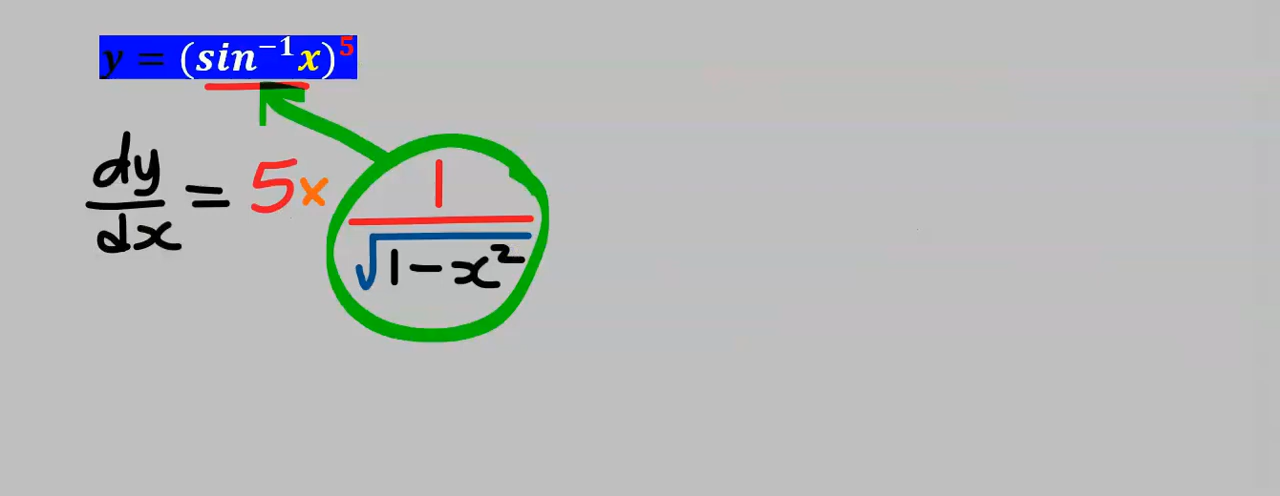 y = (sin⁻¹x)⁵
dy/dx = 5 × 1/√(1−x²)